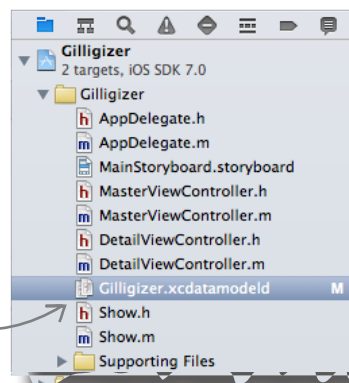 Gilligizer
2 targets, iOS SDK 7.0
Gilligizer
h AppDelegate.h
m AppDelegate.m
MainStoryboard.storyboard
h MasterViewController.h
m MasterViewController.m
h DetailViewController.h
m DetailViewController.m
Gilligizer.xcdatamodeld M
h Show.h
m Show.m
Supporting Files